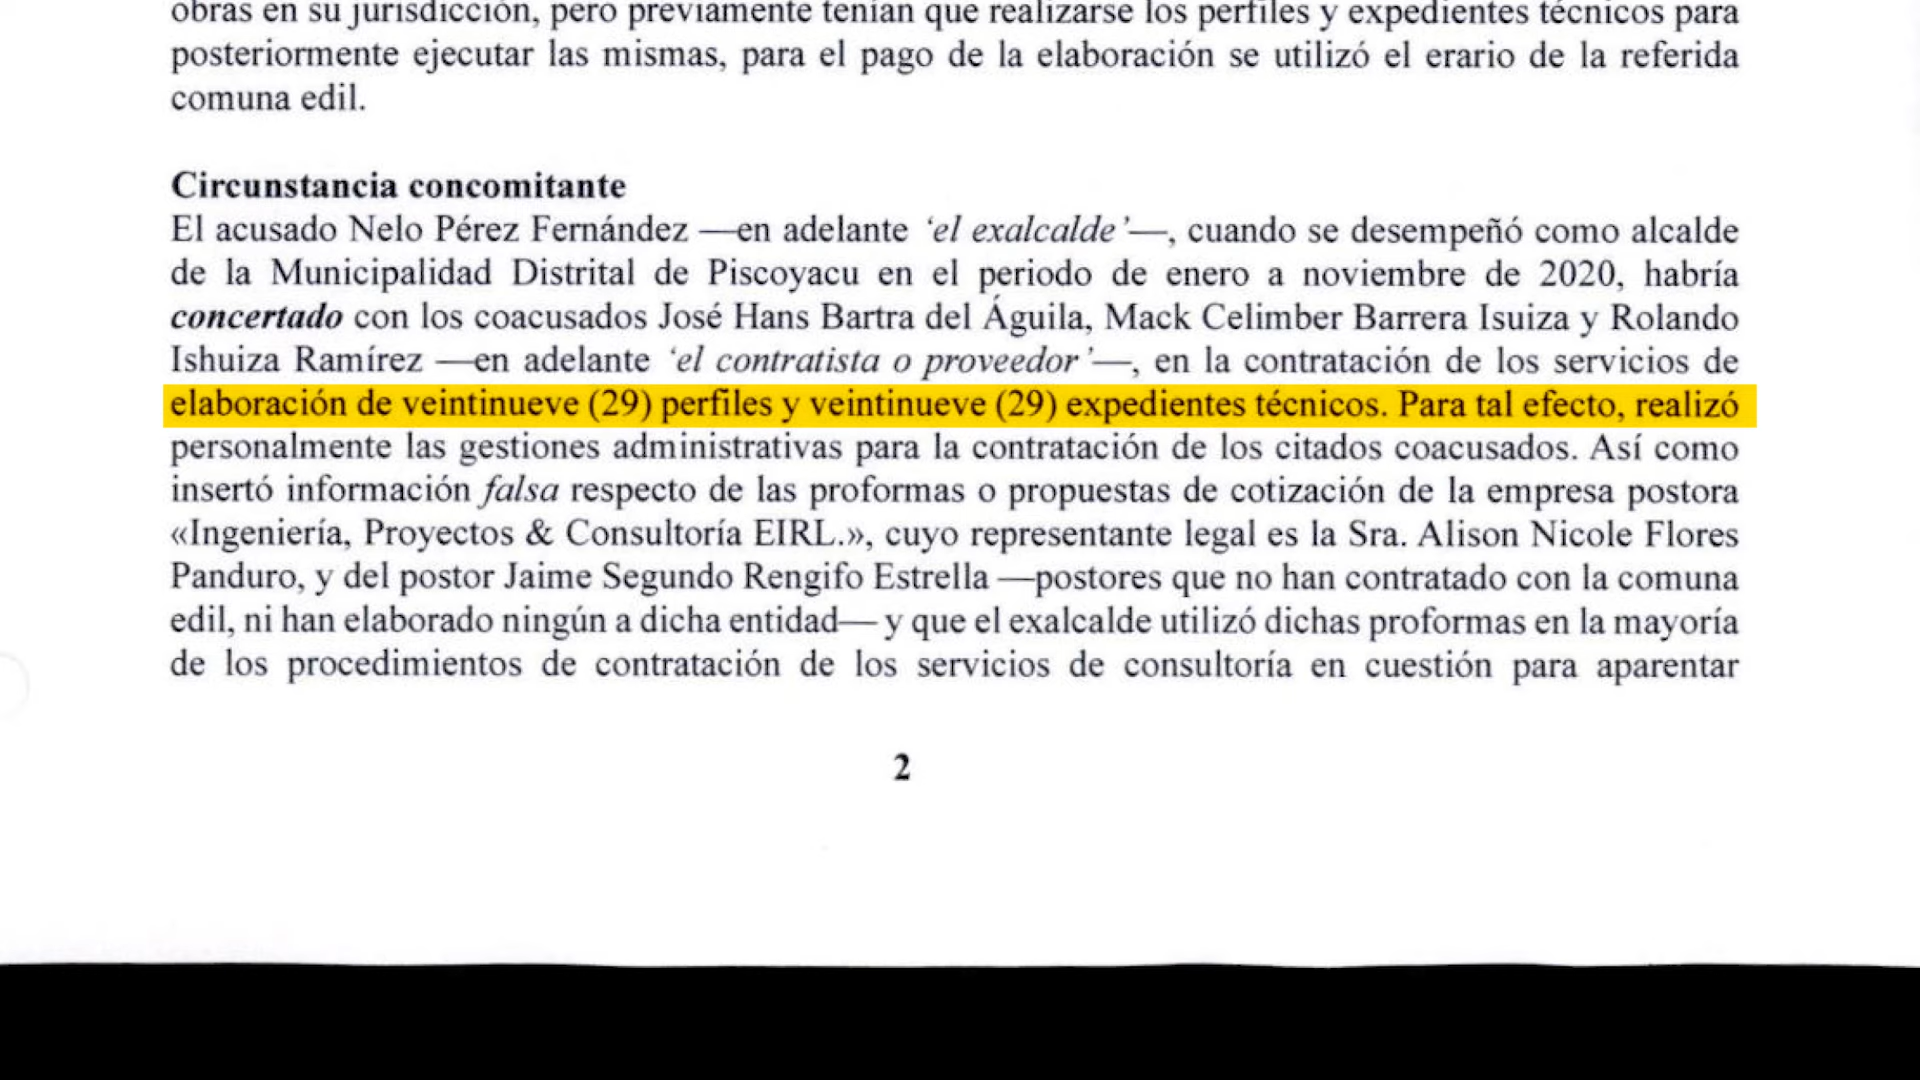 obras en su jurisdicción, pero previamente tenían que realizarse los perfiles y expedientes técnicos para
posteriormente ejecutar las mismas, para el pago de la elaboración se utilizó el erario de la referida
comuna edil.
Circunstancia concomitante
El acusado Nelo Pérez Fernández —en adelante ‘el exalcalde’—, cuando se desempeñó como alcalde
de la Municipalidad Distrital de Piscoyacu en el periodo de enero a noviembre de 2020, habría
concertado con los coacusados José Hans Bartra del Águila, Mack Celimber Barrera Isuiza y Rolando
Ishuiza Ramírez —en adelante ‘el contratista o proveedor’—, en la contratación de los servicios de
elaboración de veintinueve (29) perfiles y veintinueve (29) expedientes técnicos. Para tal efecto, realizó
personalmente las gestiones administrativas para la contratación de los citados coacusados. Así como
insertó información falsa respecto de las proformas o propuestas de cotización de la empresa postora
«Ingeniería, Proyectos & Consultoría EIRL.», cuyo representante legal es la Sra. Alison Nicole Flores
Panduro, y del postor Jaime Segundo Rengifo Estrella —postores que no han contratado con la comuna
edil, ni han elaborado ningún a dicha entidad— y que el exalcalde utilizó dichas proformas en la mayoría
de los procedimientos de contratación de los servicios de consultoría en cuestión para aparentar
2